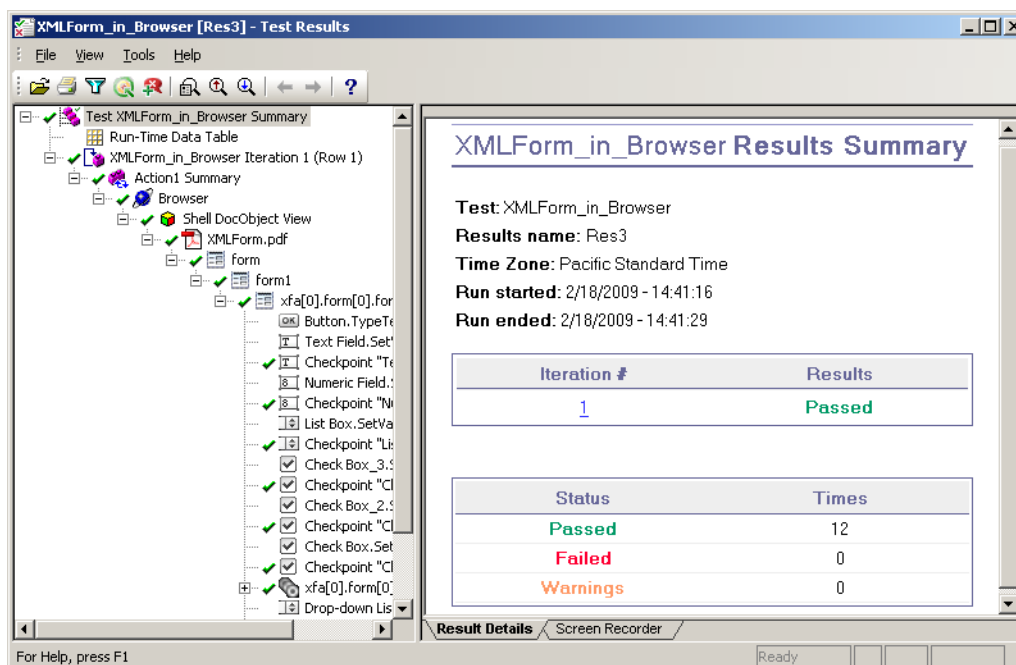 XMLForm_in_Browser [Res3] - Test Results
File View Tools Help
Test XMLForm_in_Browser Summary
Run-Time Data Table
XMLForm_in_Browser Iteration 1 (Row 1)
Action1 Summary
Browser
Shell DocObject View
XMLForm.pdf
form
form1
xfa[0].form[0].for
OK Button.TypeTe
T Text Field.Set
T Checkpoint "Te
8 Numeric Field.
8 Checkpoint "Nu
List Box.SetVa
Checkpoint "Lis
Check Box_3.S
Checkpoint "Cl
Check Box_2.S
Checkpoint "Cl
Check Box.Set
Checkpoint "Cl
xfa[0].form[0]
Drop-down Lis
XMLForm_in_Browser Results Summary
Test: XMLForm_in_Browser
Results name: Res3
Time Zone: Pacific Standard Time
Run started: 2/18/2009 - 14:41:16
Run ended: 2/18/2009 - 14:41:29
Iteration # Results
1 Passed
Status Times
Passed 12
Failed 0
Warnings 0
Result Details Screen Recorder
For Help, press F1 Ready